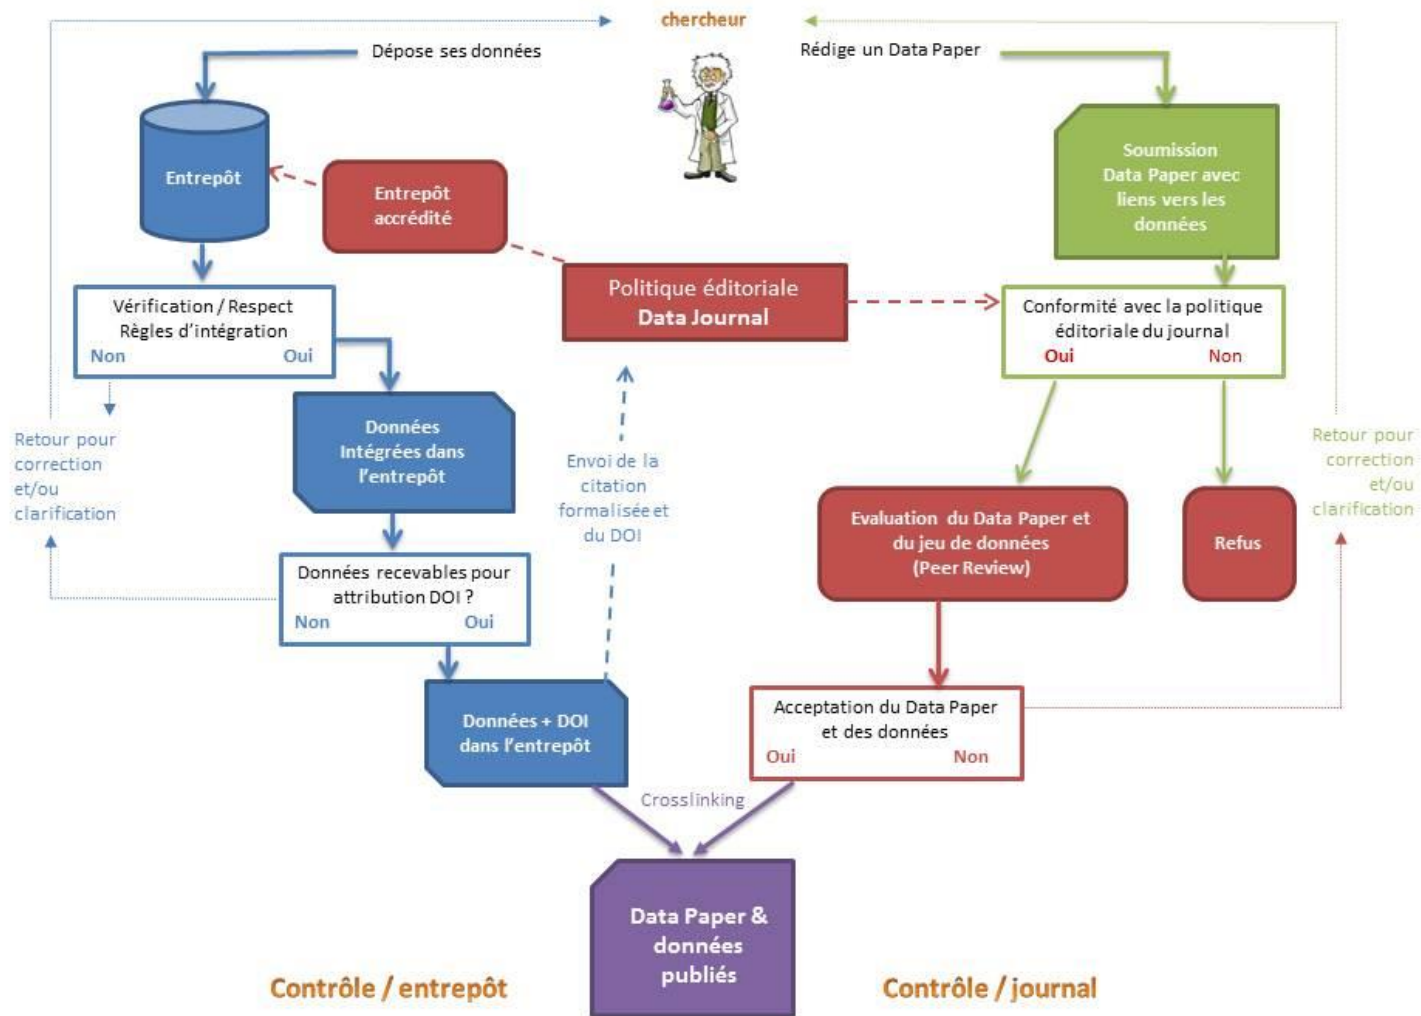 chercheur
Dépose ses données
Rédige un Data Paper
Entrepôt
Entrepôt
accrédité
Soumission
Data Paper avec
liens vers les
données
Politique éditoriale
Data Journal
Vérification / Respect
Règles d'intégration
Non Oui
Conformité avec la politique
éditoriale du journal
Oui Non
Retour pour
correction
et/ou
clarification
Données
Intégrées dans
l'entrepôt
Envoi de la
citation
formalisée et
du DOI
Retour pour
correction
et/ou
clarification
Evaluation du Data Paper et
du jeu de données
(Peer Review)
Refus
Données recevables pour
attribution DOI ?
Non Oui
Données + DOI
dans l'entrepôt
Acceptation du Data Paper
et des données
Oui Non
Crosslinking
Data Paper &
données
publiés
Contrôle / entrepôt
Contrôle / journal